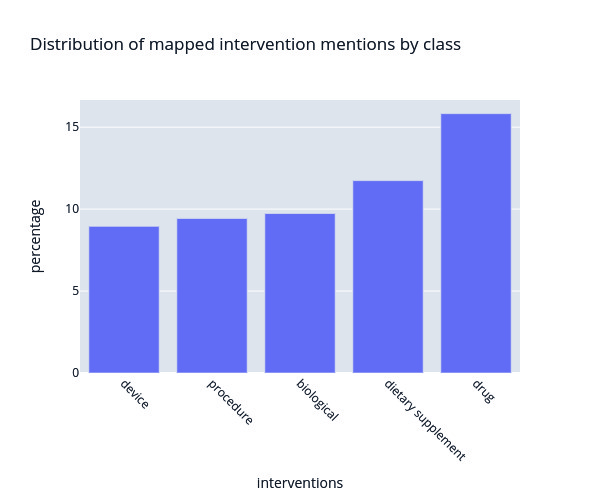 Distribution of mapped intervention mentions by class
percentage
15
10
5
0
device
procedure
biological
dietary supplement
drug
interventions